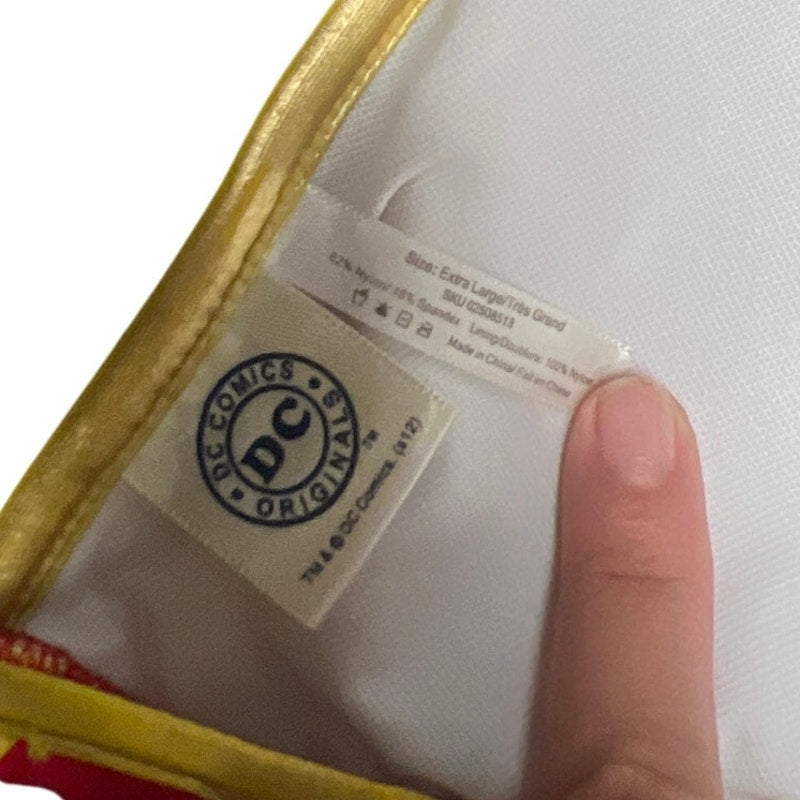 Size: Extra Large/Très Grand
SKU 02508513
82% Nylon/ 18% Spandex Lining/Doublure: 100% Nylon
Made in China/ Fait en Chine
DC COMICS
DC
ORIGINALS
TM
TM & © DC Comics. (s12)